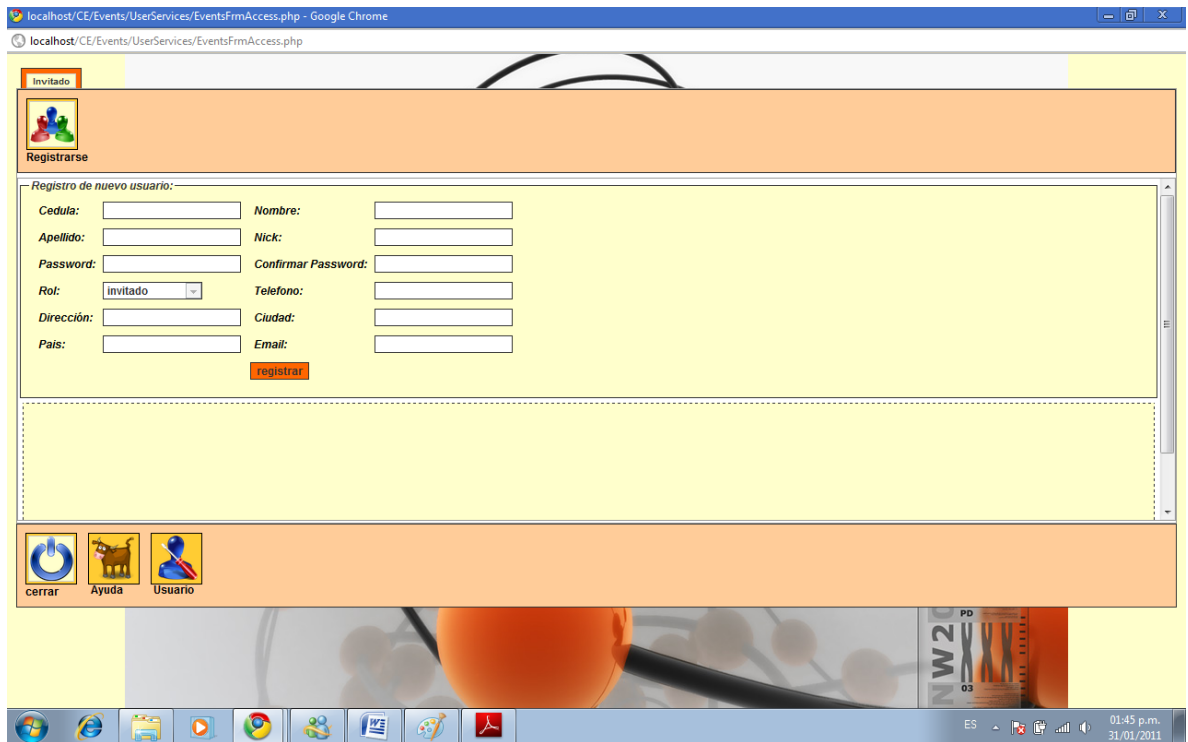 localhost/CE/Events/UserServices/EventsFrmAccess.php - Google Chrome
localhost/CE/Events/UserServices/EventsFrmAccess.php
Invitado
Registrarse
Registro de nuevo usuario:
Cedula: Nombre:
Apellido: Nick:
Password: Confirmar Password:
Rol: invitado Telefono:
Dirección: Ciudad:
Pais: Email:
registrar
cerrar Ayuda Usuario
PD
NW2
03
ES 01:45 p.m.
31/01/2011